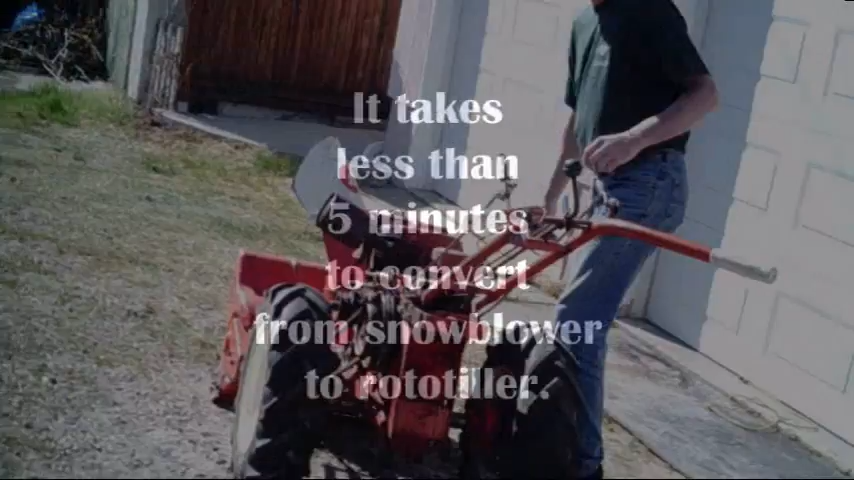 It takes
less than
5 minutes
to convert
from snowblower
to rototiller.